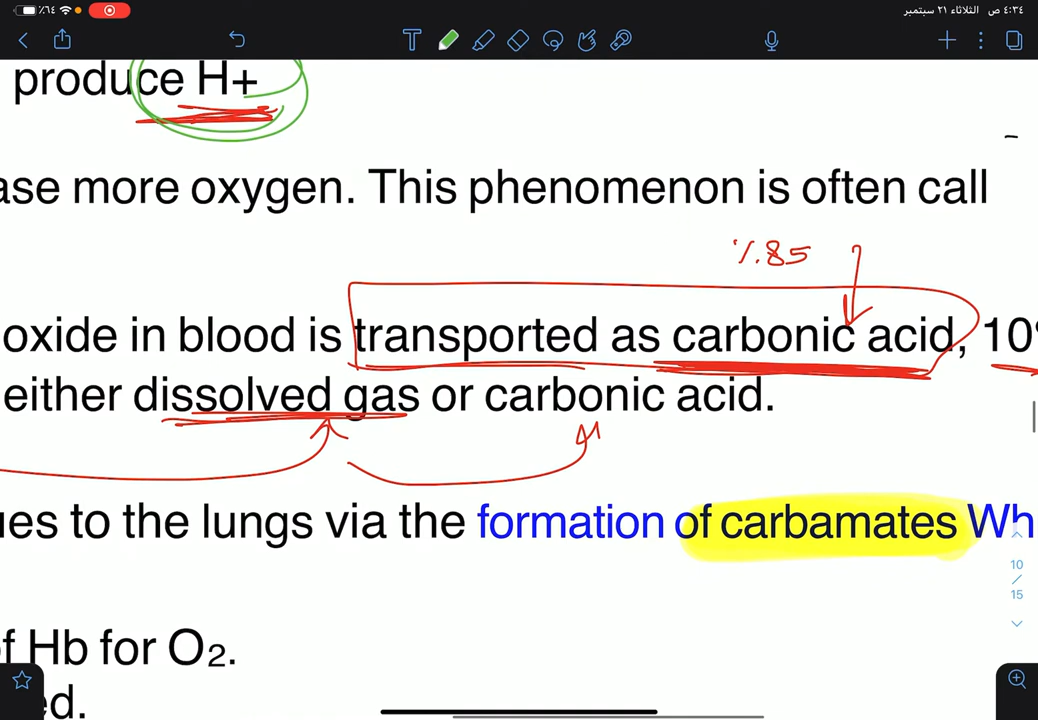 ٤:٣٤ ص الثلاثاء ٢١ سبتمبر
٪٦٤
T
produce H+
ase more oxygen. This phenomenon is often call
٪.85
oxide in blood is transported as carbonic acid, 10%
either dissolved gas or carbonic acid.
ues to the lungs via the formation of carbamates Wh
10
/
15
of Hb for O₂.
ed.